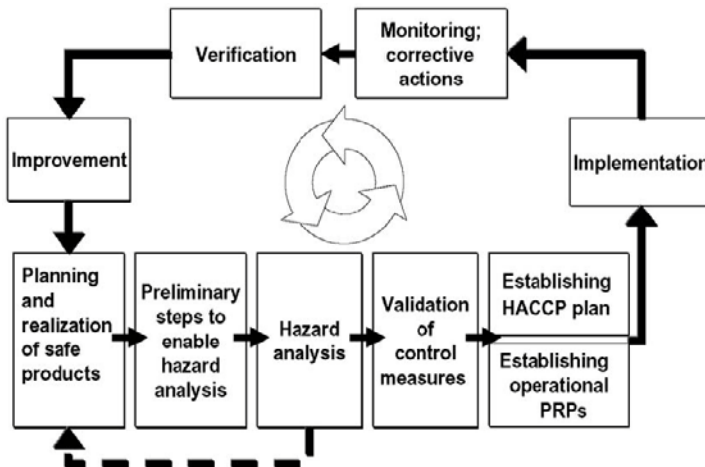 Verification
Monitoring;
corrective
actions
Improvement
Implementation
Planning
and
realization
of safe
products
Preliminary
steps to
enable
hazard
analysis
Hazard
analysis
Validation
of
control
measures
Establishing
HACCP plan
Establishing
operational
PRPs